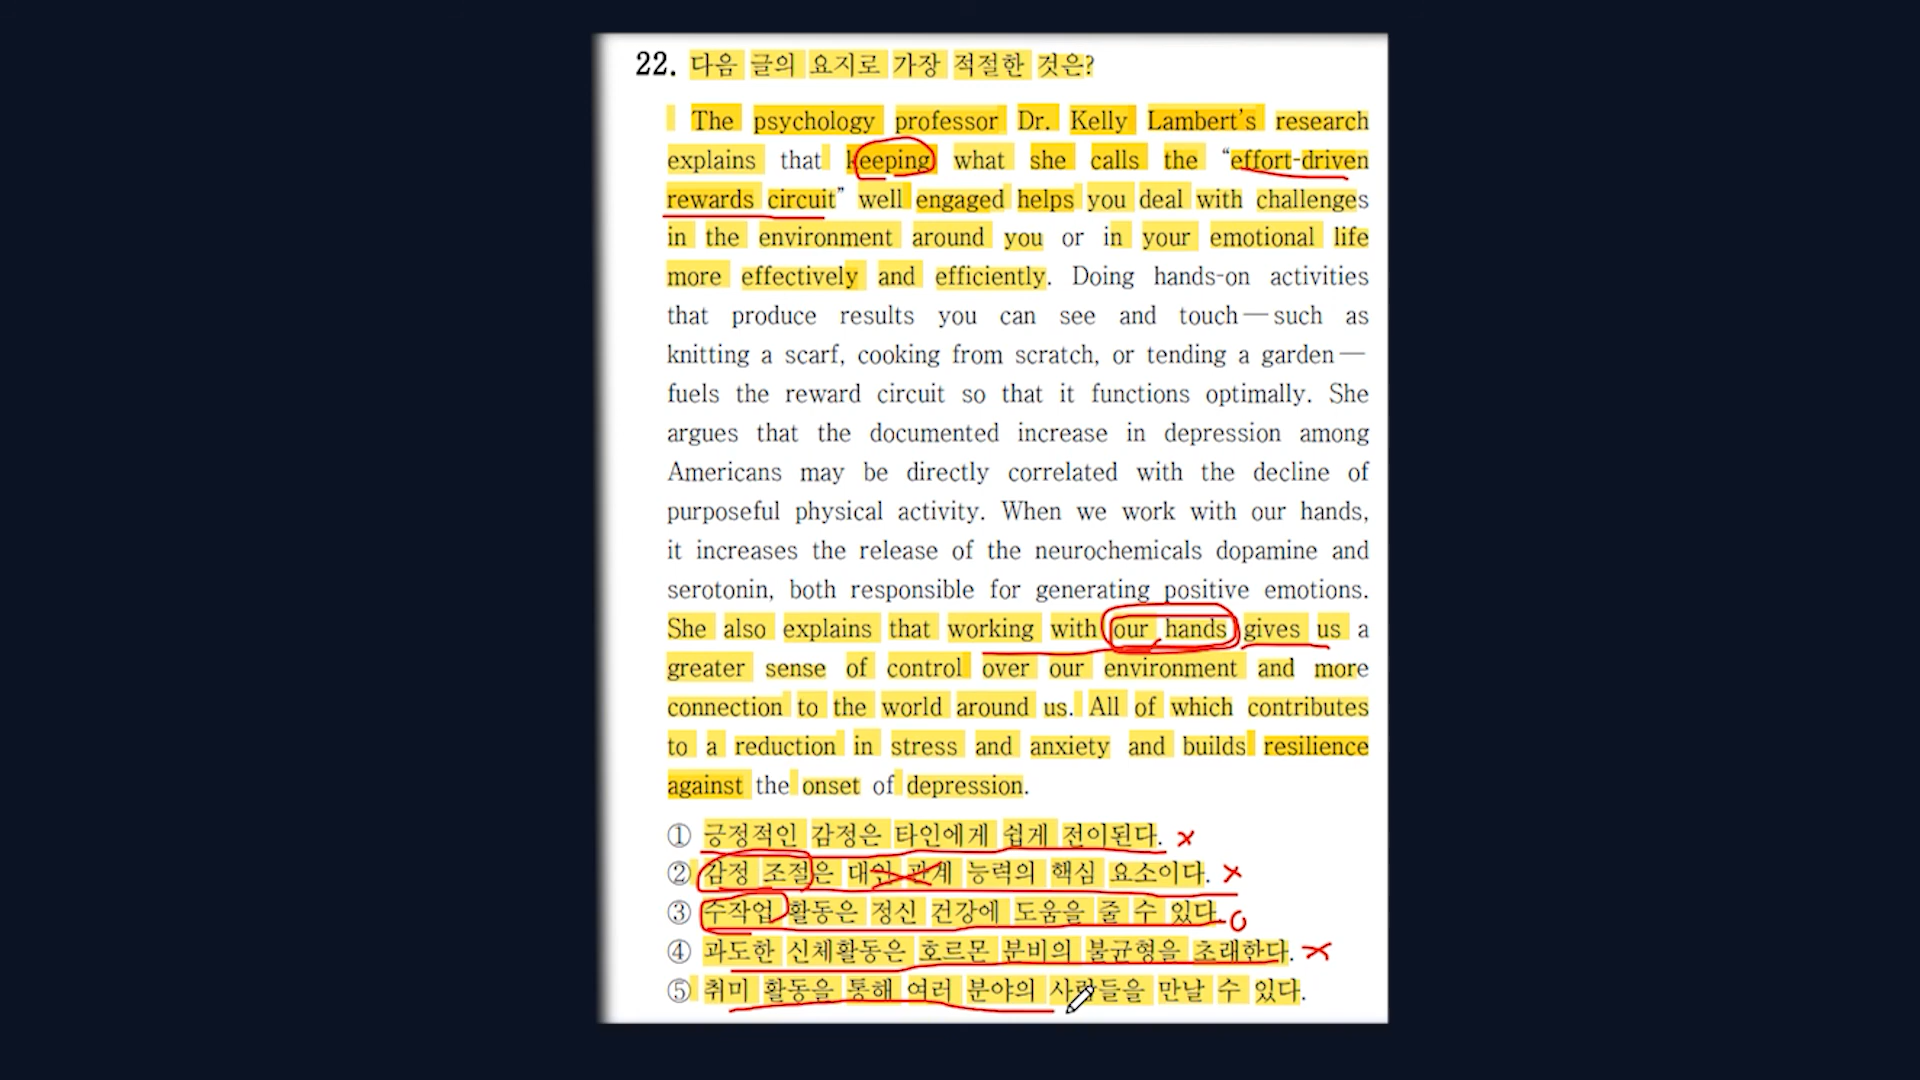 22. 다음 글의 요지로 가장 적절한 것은?
The psychology professor Dr. Kelly Lambert's research
explains that keeping what she calls the “effort-driven
rewards circuit” well engaged helps you deal with challenges
in the environment around you or in your emotional life
more effectively and efficiently. Doing hands-on activities
that produce results you can see and touch — such as
knitting a scarf, cooking from scratch, or tending a garden —
fuels the reward circuit so that it functions optimally. She
argues that the documented increase in depression among
Americans may be directly correlated with the decline of
purposeful physical activity. When we work with our hands,
it increases the release of the neurochemicals dopamine and
serotonin, both responsible for generating positive emotions.
She also explains that working with our hands gives us a
greater sense of control over our environment and more
connection to the world around us. All of which contributes
to a reduction in stress and anxiety and builds resilience
against the onset of depression.
① 긍정적인 감정은 타인에게 쉽게 전이된다.
② 감정 조절은 대인 관계 능력의 핵심 요소이다.
③ 수작업 활동은 정신 건강에 도움을 줄 수 있다.
④ 과도한 신체활동은 호르몬 분비의 불균형을 초래한다.
⑤ 취미 활동을 통해 여러 분야의 사람들을 만날 수 있다.